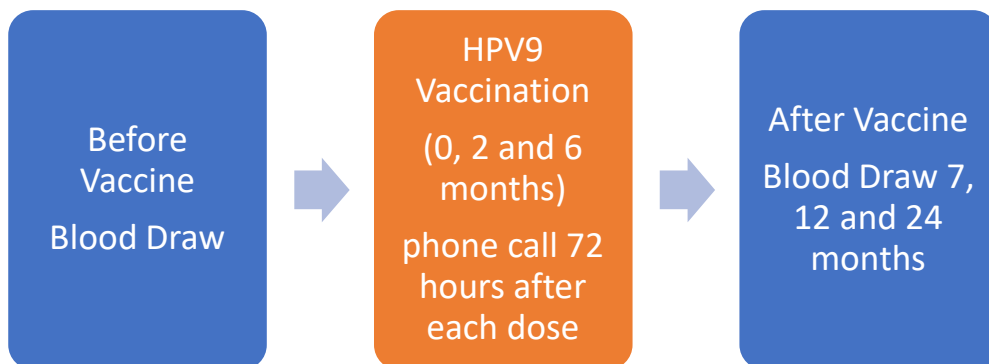 Before
Vaccine
Blood Draw
HPV9
Vaccination
(0, 2 and 6
months)
phone call 72
hours after
each dose
After Vaccine
Blood Draw 7,
12 and 24
months